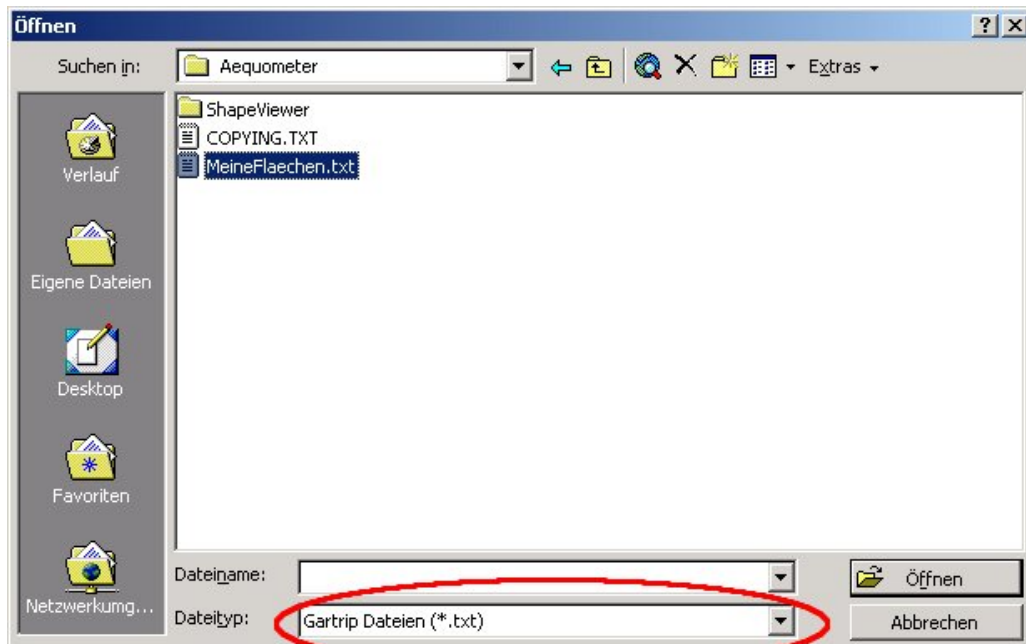 Öffnen
Suchen in:
Aequometer
Extras
ShapeViewer
COPYING.TXT
MeineFlaechen.txt
Verlauf
Eigene Dateien
Desktop
Favoriten
Netzwerkumg...
Dateiname:
Öffnen
Dateityp:
Gartrip Dateien (*.txt)
Abbrechen